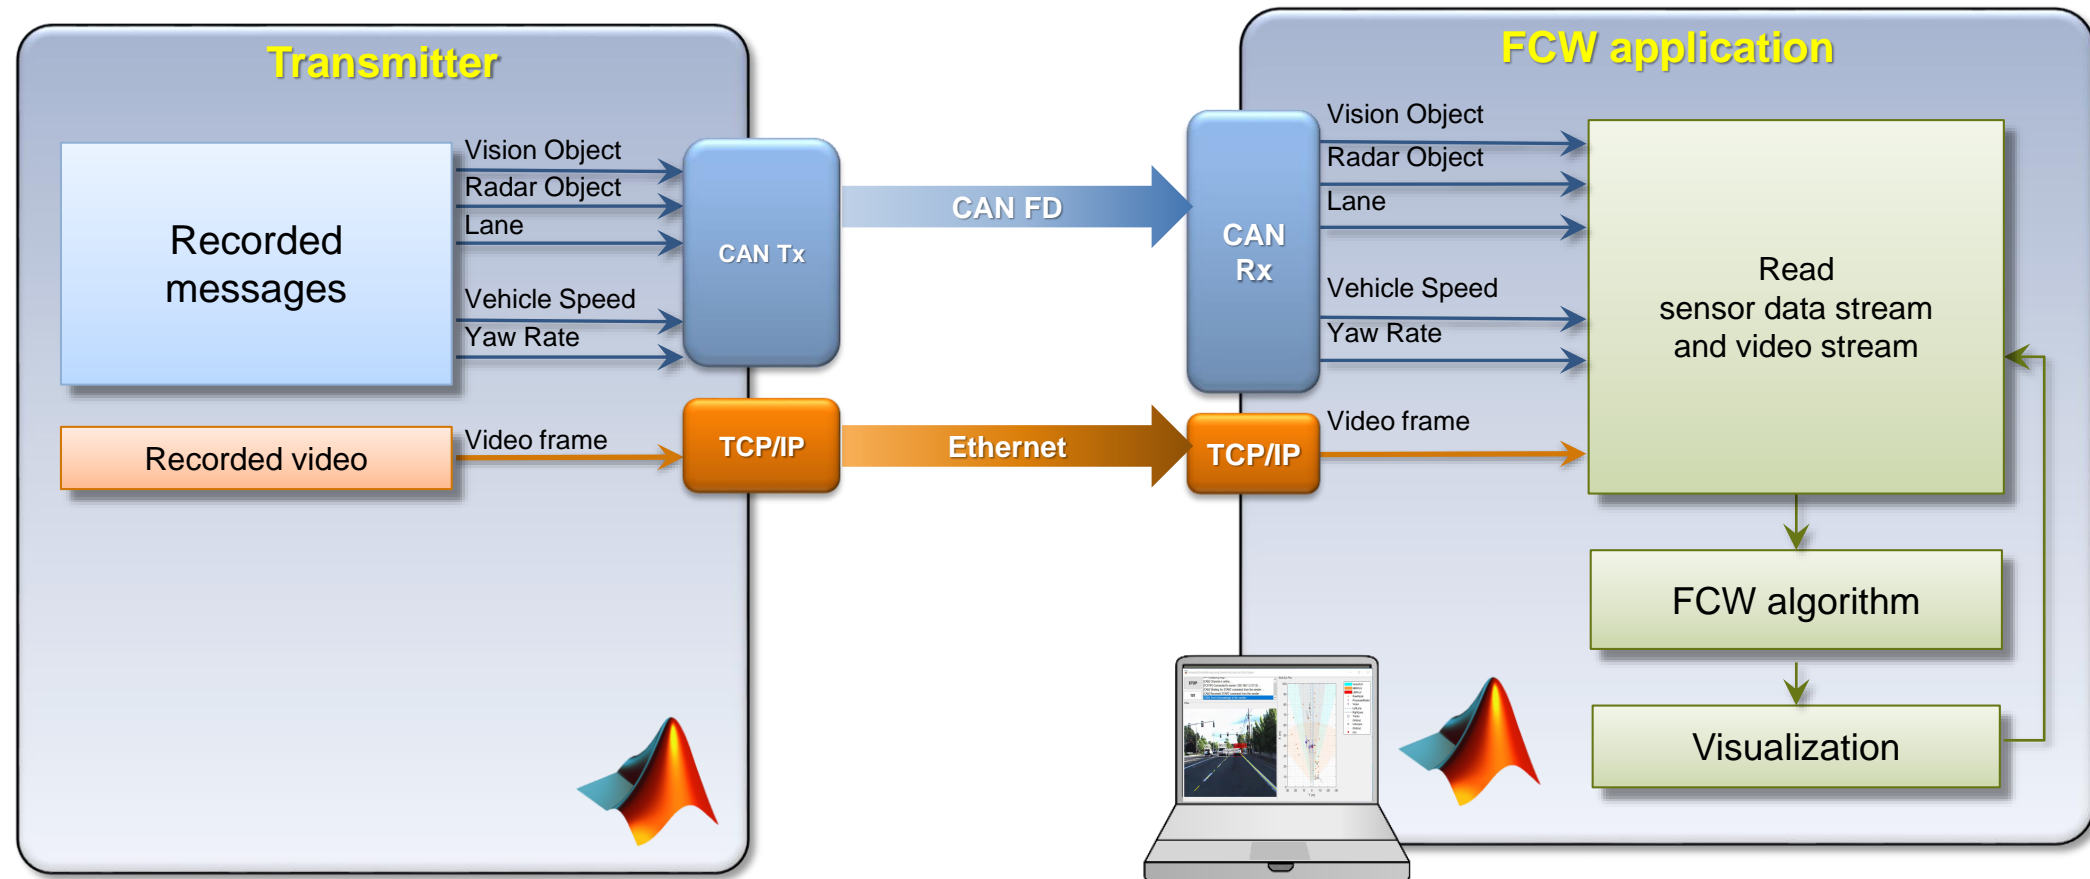 Transmitter
Recorded
messages
Vision Object
Radar Object
Lane
Vehicle Speed
Yaw Rate
CAN Tx
Recorded video
Video frame
TCP/IP
CAN FD
Ethernet
FCW application
CAN
Rx
Vision Object
Radar Object
Lane
Vehicle Speed
Yaw Rate
TCP/IP
Video frame
Read
sensor data stream
and video stream
FCW algorithm
Visualization
STOP